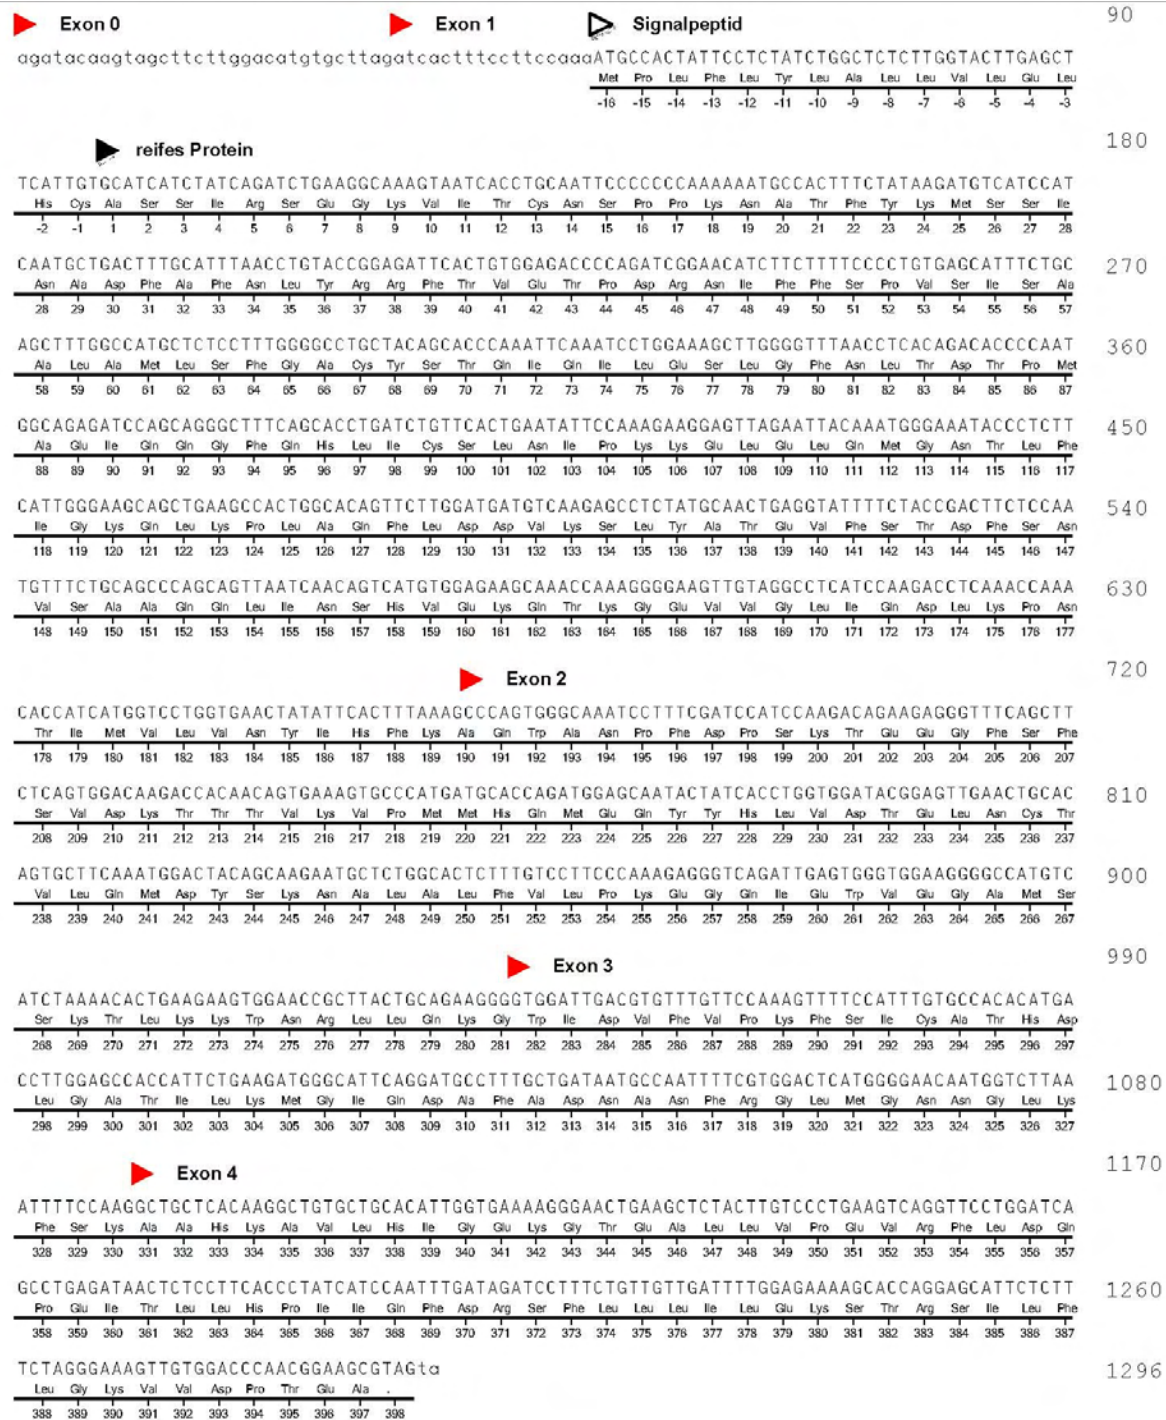 Exon 0 Exon 1 Signalpeptid 90
agatacaagtagcttcttggacatgtgcttagatcactttccttccaaaATGCCACTATTCCTCTATCTGGCTCTCTTGGTACTTGAGCT
Met Pro Leu Phe Leu Tyr Leu Ala Leu Leu Val Leu Glu Leu
-16 -15 -14 -13 -12 -11 -10 -9 -8 -7 -6 -5 -4 -3
reifes Protein 180
TCATTGTGCATCATCTATCAGATCTGAAGGCAAAGTAATCACCTGCAATTCCCCCCCAAAAAATGCCACTTTCTATAAGATGTCATCCAT
His Cys Ala Ser Ser Ile Arg Ser Glu Gly Lys Val Ile Thr Cys Asn Ser Pro Pro Lys Asn Ala Thr Phe Tyr Lys Met Ser Ser Ile
-2 -1 1 2 3 4 5 6 7 8 9 10 11 12 13 14 15 16 17 18 19 20 21 22 23 24 25 26 27 28
CAATGCTGACTTTGCATTTAACCTGTACCGGAGATTCACTGTGGAGACCCCAGATCGGAACATCTTCTTTTCCCCTGTGAGCATTTCTGC 270
Asn Ala Asp Phe Ala Phe Asn Leu Tyr Arg Arg Phe Thr Val Glu Thr Pro Asp Arg Asn Ile Phe Phe Ser Pro Val Ser Ile Ser Ala
28 29 30 31 32 33 34 35 36 37 38 39 40 41 42 43 44 45 46 47 48 49 50 51 52 53 54 55 56 57
AGCTTTGGCCATGCTCTCCTTTGGGGCCTGCTACAGCACCCAAATTCAAATCCTGGAAAGCTTGGGGTTTAACCTCACAGACACCCCAAT 360
Ala Leu Ala Met Leu Ser Phe Gly Ala Cys Tyr Ser Thr Gln Ile Gln Ile Leu Glu Ser Leu Gly Phe Asn Leu Thr Asp Thr Pro Met
58 59 60 61 62 63 64 65 66 67 68 69 70 71 72 73 74 75 76 77 78 79 80 81 82 83 84 85 86 87
GGCAGAGATCCAGCAGGGCTTTCAGCACCTGATCTGTTCACTGAATATTCCAAAGAAGGAGTTAGAATTACAAATGGGAAATACCCTCTT 450
Ala Glu Ile Gln Gln Gly Phe Gln His Leu Ile Cys Ser Leu Asn Ile Pro Lys Lys Glu Leu Glu Leu Gln Met Gly Asn Thr Leu Phe
88 89 90 91 92 93 94 95 96 97 98 99 100 101 102 103 104 105 106 107 108 109 110 111 112 113 114 115 116 117
CATTGGGAAGCAGCTGAAGCCACTGGCACAGTTCTTGGATGATGTCAAGAGCCTCTATGCAACTGAGGTATTTTCTACCGACTTCTCCAA 540
Ile Gly Lys Gln Leu Lys Pro Leu Ala Gln Phe Leu Asp Asp Val Lys Ser Leu Tyr Ala Thr Glu Val Phe Ser Thr Asp Phe Ser Asn
118 119 120 121 122 123 124 125 126 127 128 129 130 131 132 133 134 135 136 137 138 139 140 141 142 143 144 145 146 147
TGTTTCTGCAGCCCAGCAGTTAATCAACAGTCATGTGGAGAAGCAAACCAAAGGGGAAGTTGTAGGCCTCATCCAAGACCTCAAACCAAA 630
Val Ser Ala Ala Gln Gln Leu Ile Asn Ser His Val Glu Lys Gln Thr Lys Gly Glu Val Val Gly Leu Ile Gln Asp Leu Lys Pro Asn
148 149 150 151 152 153 154 155 156 157 158 159 160 161 162 163 164 165 166 167 168 169 170 171 172 173 174 175 176 177
Exon 2 720
CACCATCATGGTCCTGGTGAACTATATTCACTTTAAAGCCCAGTGGGCAAATCCTTTCGATCCATCCAAGACAGAAGAGGGTTTCAGCTT
Thr Ile Met Val Leu Val Asn Tyr Ile His Phe Lys Ala Gln Trp Ala Asn Pro Phe Asp Pro Ser Lys Thr Glu Glu Gly Phe Ser Phe
178 179 180 181 182 183 184 185 186 187 188 189 190 191 192 193 194 195 196 197 198 199 200 201 202 203 204 205 206 207
CTCAGTGGACAAGACCACAACAGTGAAAGTGCCCATGATGCACCAGATGGAGCAATACTATCACCTGGTGGATACGGAGTTGAACTGCAC 810
Ser Val Asp Lys Thr Thr Thr Val Lys Val Pro Met Met His Gln Met Glu Gln Tyr Tyr His Leu Val Asp Thr Glu Leu Asn Cys Thr
208 209 210 211 212 213 214 215 216 217 218 219 220 221 222 223 224 225 226 227 228 229 230 231 232 233 234 235 236 237
AGTGCTTCAAATGGACTACAGCAAGAATGCTCTGGCACTCTTTGTCCTTCCCAAAGAGGGTCAGATTGAGTGGGTGGAAGGGGCCATGTC 900
Val Leu Gln Met Asp Tyr Ser Lys Asn Ala Leu Ala Leu Phe Val Leu Pro Lys Glu Gly Gln Ile Glu Trp Val Glu Gly Ala Met Ser
238 239 240 241 242 243 244 245 246 247 248 249 250 251 252 253 254 255 256 257 258 259 260 261 262 263 264 265 266 267
Exon 3 990
ATCTAAAACACTGAAGAAGTGGAACCGCTTACTGCAGAAGGGGTGGATTGACGTGTTTGTTCCAAAGTTTTCCATTTGTGCCACACATGA
Ser Lys Thr Leu Lys Lys Trp Asn Arg Leu Leu Gln Lys Gly Trp Ile Asp Val Phe Val Pro Lys Phe Ser Ile Cys Ala Thr His Asp
268 269 270 271 272 273 274 275 276 277 278 279 280 281 282 283 284 285 286 287 288 289 290 291 292 293 294 295 296 297
CCTTGGAGCCACCATTCTGAAGATGGGCATTCAGGATGCCTTTGCTGATAATGCCAATTTTCGTGGACTCATGGGGAACAATGGTCTTAA 1080
Leu Gly Ala Thr Ile Leu Lys Met Gly Ile Gln Asp Ala Phe Ala Asp Asn Ala Asn Phe Arg Gly Leu Met Gly Asn Asn Gly Leu Lys
298 299 300 301 302 303 304 305 306 307 308 309 310 311 312 313 314 315 316 317 318 319 320 321 322 323 324 325 326 327
Exon 4 1170
ATTTTCCAAGGCTGCTCACAAGGCTGTGCTGCACATTGGTGAAAAGGGAACTGAAGCTCTACTTGTCCCTGAAGTCAGGTTCCTGGATCA
Phe Ser Lys Ala Ala His Lys Ala Val Leu His Ile Gly Glu Lys Gly Thr Glu Ala Leu Leu Val Pro Glu Val Arg Phe Leu Asp Gln
328 329 330 331 332 393 334 335 336 337 338 339 340 341 342 343 344 345 346 347 348 349 350 351 352 353 354 355 356 357
GCCTGAGATAACTCTCCTTCACCCTATCATCCAATTTGATAGATCCTTTCTGTTGTTGATTTTGGAGAAAAGCACCAGGAGCATTCTCTT 1260
Pro Glu Ile Thr Leu Leu His Pro Ile Ile Gln Phe Asp Arg Ser Phe Leu Leu Leu Ile Leu Glu Lys Ser Thr Arg Ser Ile Leu Phe
358 359 360 361 362 363 364 365 366 367 368 369 370 371 372 373 374 375 376 377 378 379 380 381 382 383 384 385 386 387
TCTAGGGAAAGTTGTGGACCCAACGGAAGCGTAGta 1296
Leu Gly Lys Val Val Asp Pro Thr Glu Ala .
388 389 390 391 392 393 394 395 396 397 398